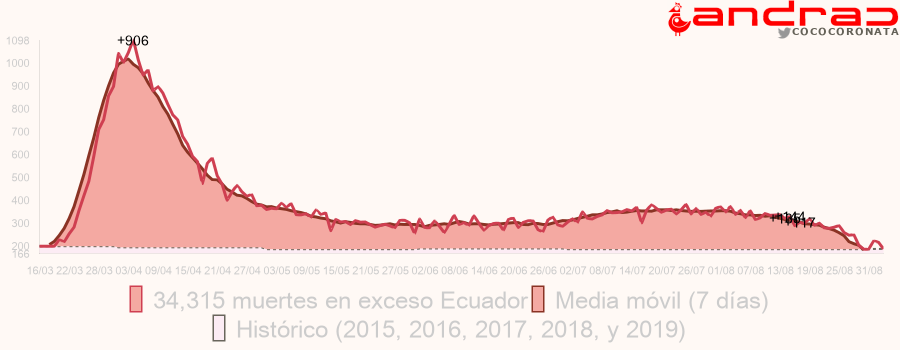 andrab
COCOCORONATA
1098
1000
900
800
700
600
500
400
300
200
166
+906
16/03 22/03 28/03 03/04 09/04 15/04 21/04 27/04 03/05 09/05 15/05 21/05 27/05 02/06 08/06 14/06 20/06 26/06 02/07 08/07 14/07 20/07 26/07 01/08 07/08 13/08 19/08 25/08 31/08
34,315 muertes en exceso Ecuador Media móvil (7 días)
Histórico (2015, 2016, 2017, 2018, y 2019)